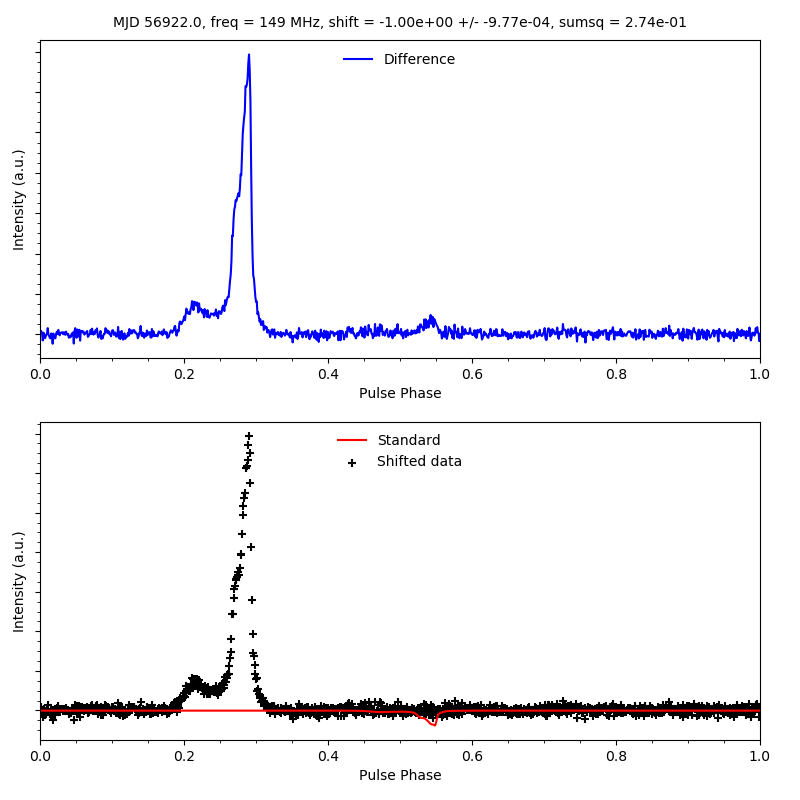 MJD 56922.0, freq = 149 MHz, shift = -1.00e+00 +/- -9.77e-04, sumsq = 2.74e-01
Difference
Intensity (a.u.)
0.0 0.2 0.4 0.6 0.8 1.0
Pulse Phase
Standard
Shifted data
Intensity (a.u.)
0.0 0.2 0.4 0.6 0.8 1.0
Pulse Phase